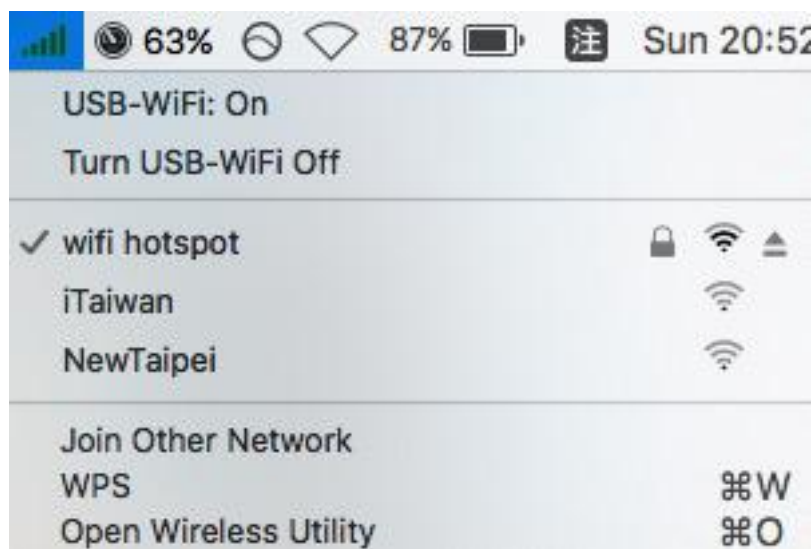 63% 87% 注 Sun 20:52
USB-WiFi: On
Turn USB-WiFi Off
✓ wifi hotspot
iTaiwan
NewTaipei
Join Other Network
WPS ⌘W
Open Wireless Utility ⌘O